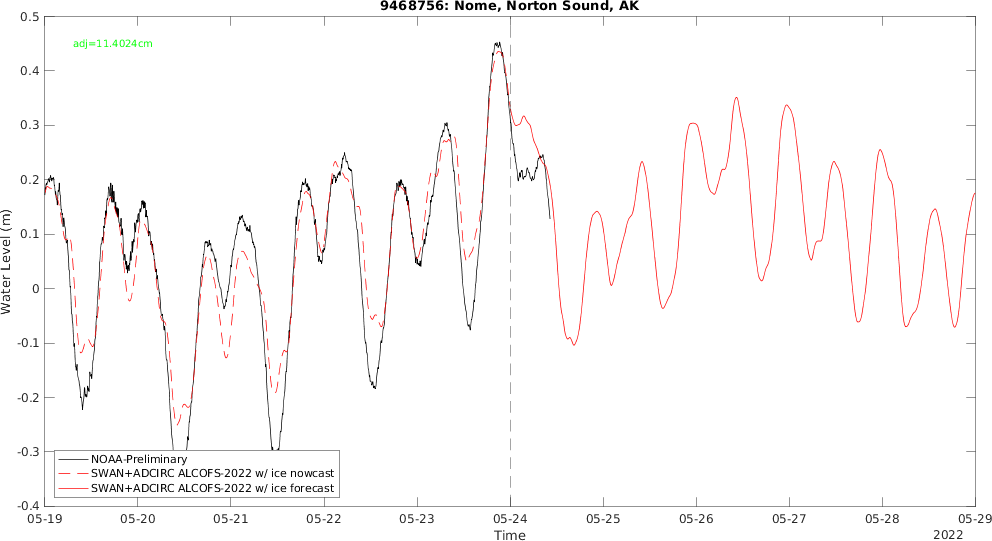 9468756: Nome, Norton Sound, AK
adj=11.4024cm
0.5
0.4
0.3
0.2
0.1
0
-0.1
-0.2
-0.3
-0.4
Water Level (m)
NOAA-Preliminary
SWAN+ADCIRC ALCOFS-2022 w/ ice nowcast
SWAN+ADCIRC ALCOFS-2022 w/ ice forecast
05-19 05-20 05-21 05-22 05-23 05-24 05-25 05-26 05-27 05-28 05-29
Time
2022